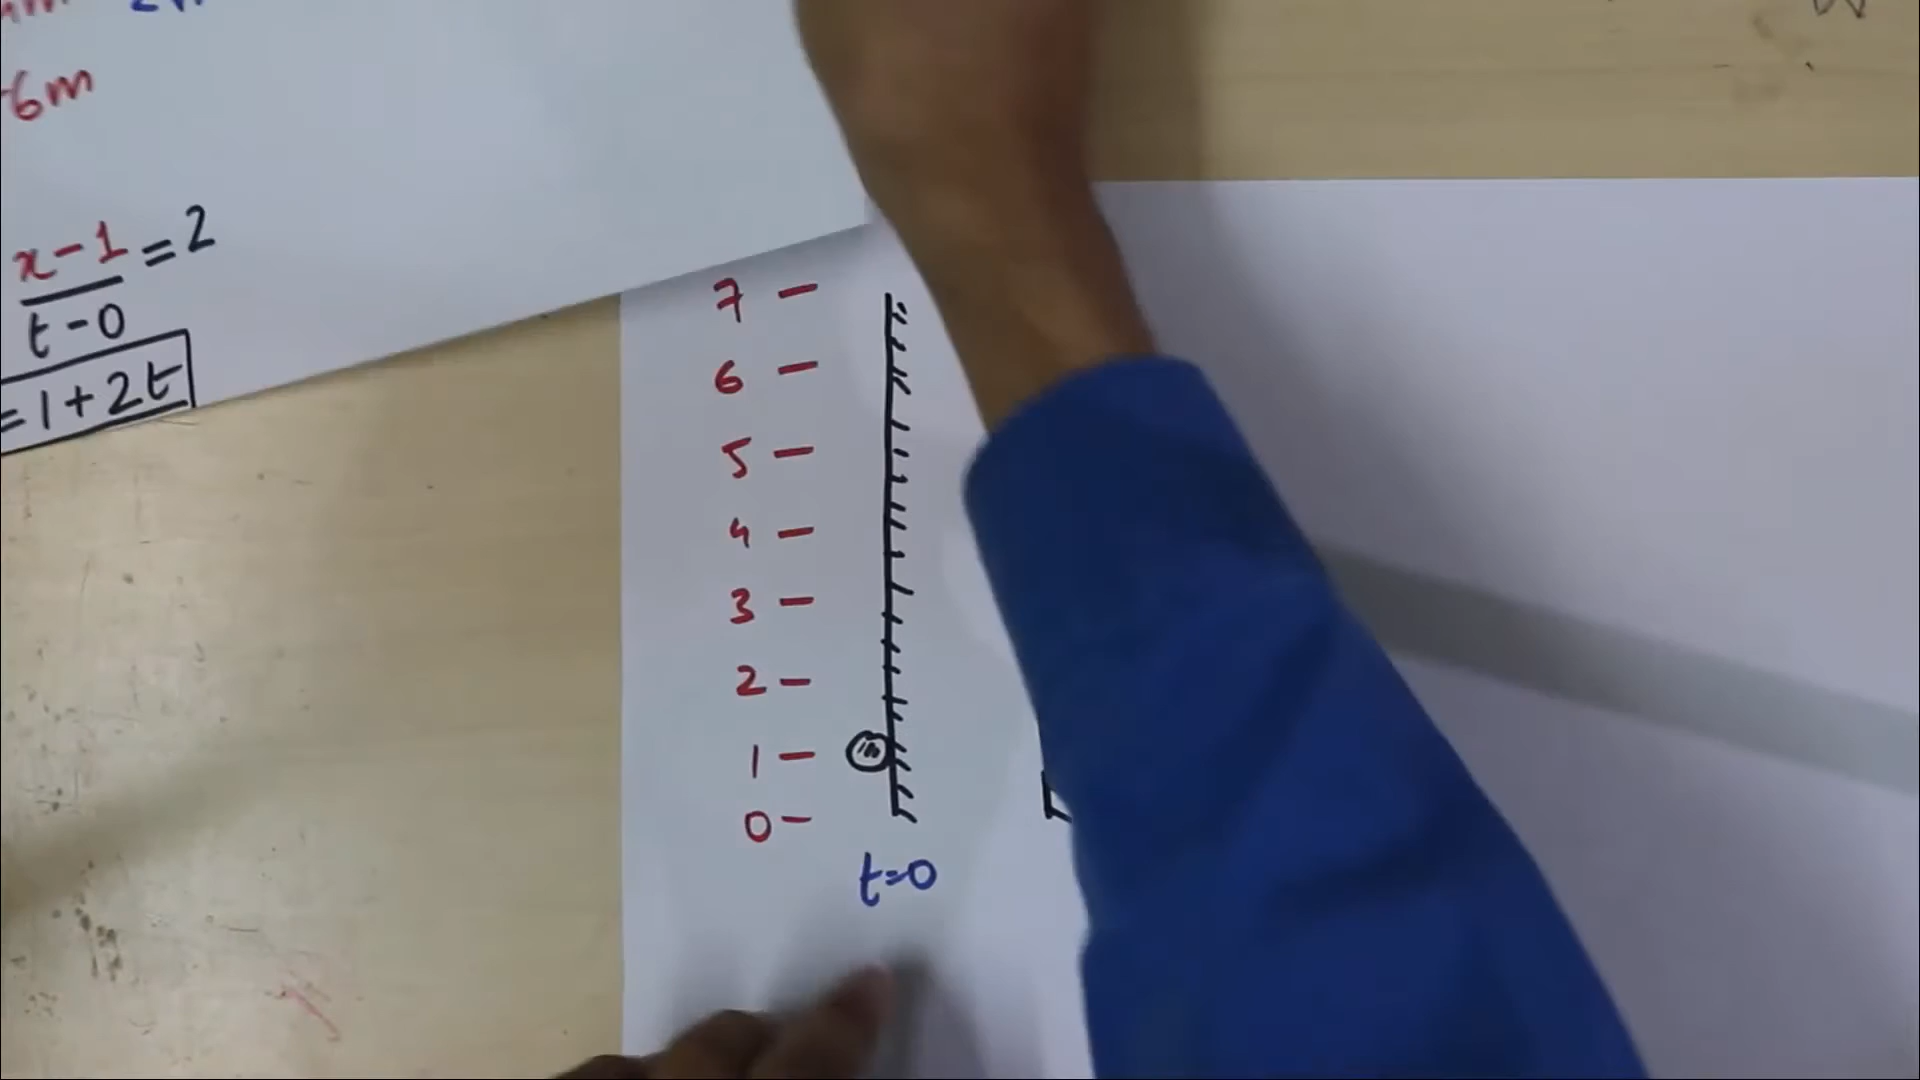 6m
x-1
t-0
=2
=1+2t
7 -
6 -
5 -
4 -
3 -
2 -
1 -
0 -
t=0